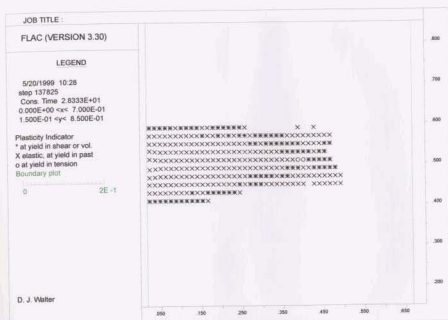 JOB TITLE :
FLAC (VERSION 3.30)
LEGEND
5/20/1999 10:28
step 137825
Cons. Time 2.8333E+01
0.000E+00 <x< 7.000E-01
1.500E-01 <y< 8.500E-01
Plasticity Indicator
* at yield in shear or vol.
X elastic, at yield in past
o at yield in tension
Boundary plot
0 2E -1
D. J. Walter
.800
.700
.600
.500
.400
.300
.200
.050 .150 .250 .350 .450 .550 .650